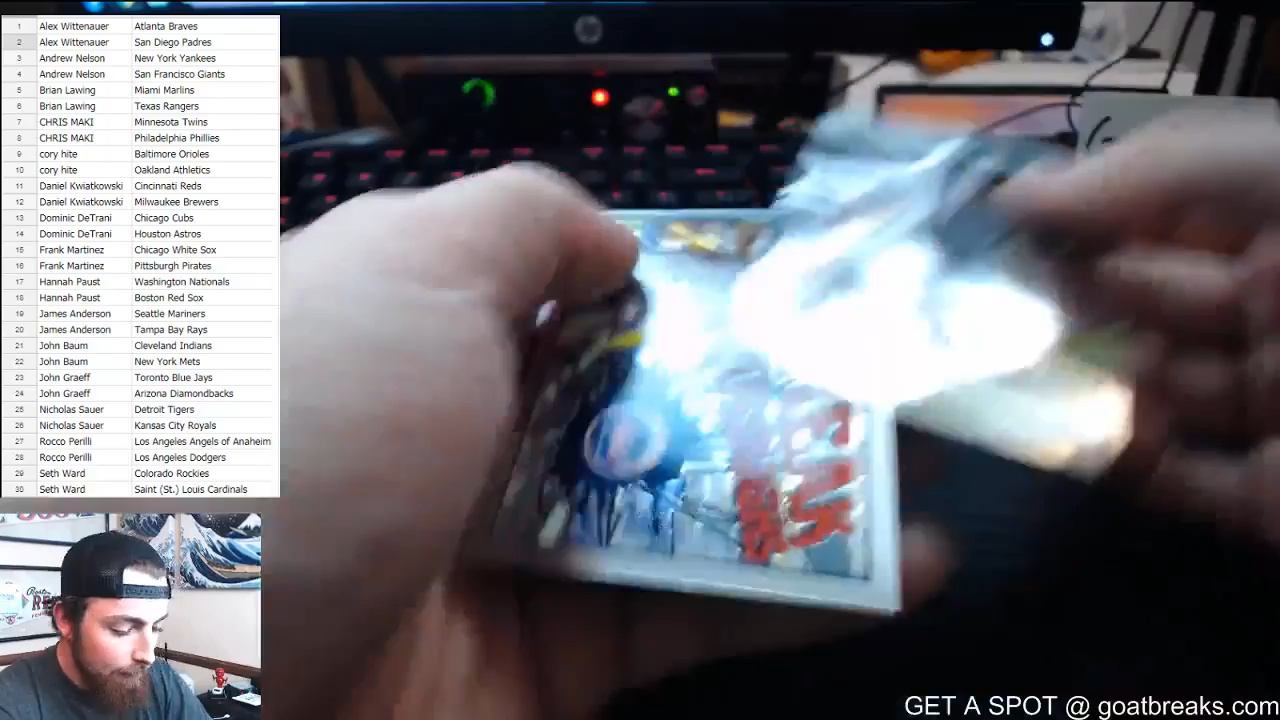 1 Alex Wittenauer Atlanta Braves
2 Alex Wittenauer San Diego Padres
3 Andrew Nelson New York Yankees
4 Andrew Nelson San Francisco Giants
5 Brian Lawing Miami Marlins
6 Brian Lawing Texas Rangers
7 CHRIS MAKI Minnesota Twins
8 CHRIS MAKI Philadelphia Phillies
9 cory hite Baltimore Orioles
10 cory hite Oakland Athletics
11 Daniel Kwiatkowski Cincinnati Reds
12 Daniel Kwiatkowski Milwaukee Brewers
13 Dominic DeTrani Chicago Cubs
14 Dominic DeTrani Houston Astros
15 Frank Martinez Chicago White Sox
16 Frank Martinez Pittsburgh Pirates
17 Hannah Paust Washington Nationals
18 Hannah Paust Boston Red Sox
19 James Anderson Seattle Mariners
20 James Anderson Tampa Bay Rays
21 John Baum Cleveland Indians
22 John Baum New York Mets
23 John Graeff Toronto Blue Jays
24 John Graeff Arizona Diamondbacks
25 Nicholas Sauer Detroit Tigers
26 Nicholas Sauer Kansas City Royals
27 Rocco Perilli Los Angeles Angels of Anaheim
28 Rocco Perilli Los Angeles Dodgers
29 Seth Ward Colorado Rockies
30 Seth Ward Saint (St.) Louis Cardinals
hp
Boston
GET A SPOT @ goatbreaks.com